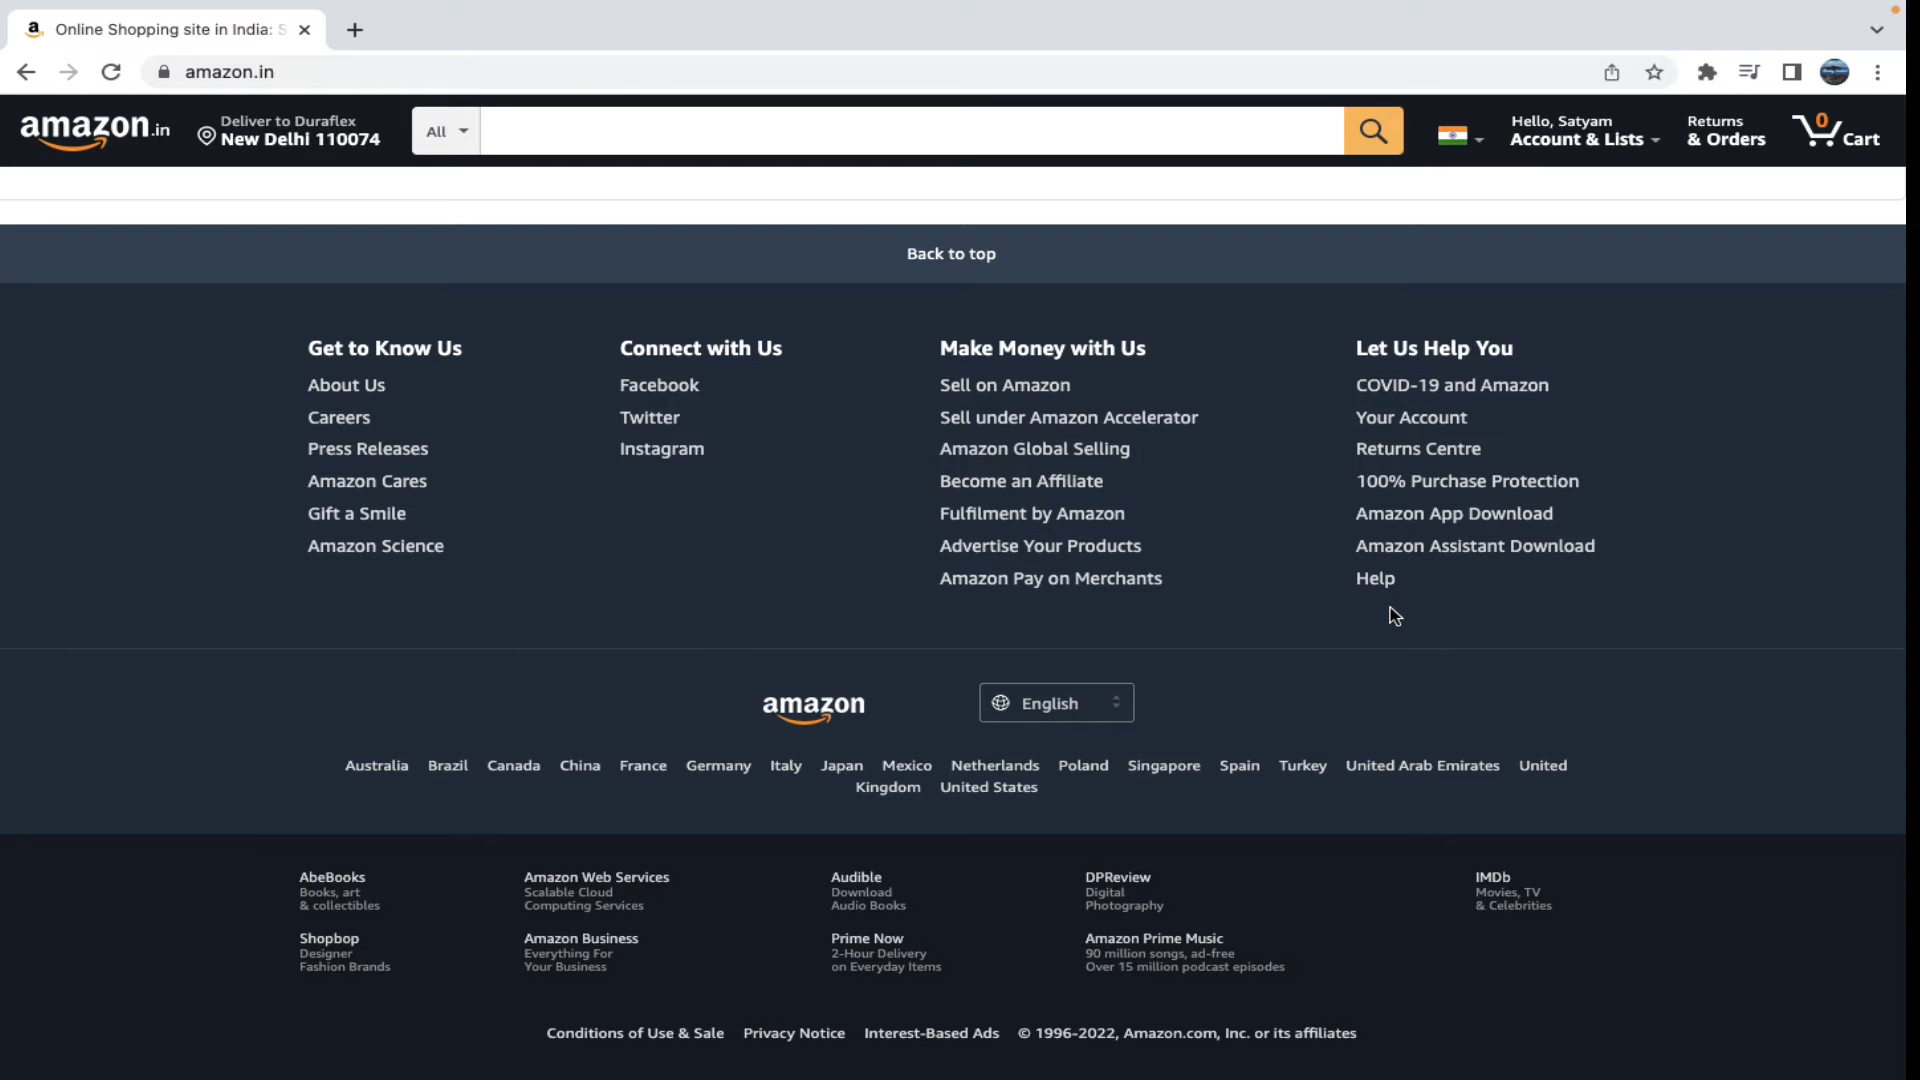 Online Shopping site in India: S
amazon.in
amazon.in
Deliver to Duraflex
New Delhi 110074
All
Hello, Satyam
Account & Lists
Returns
& Orders
0
Cart
Back to top
Get to Know Us
About Us
Careers
Press Releases
Amazon Cares
Gift a Smile
Amazon Science
Connect with Us
Facebook
Twitter
Instagram
Make Money with Us
Sell on Amazon
Sell under Amazon Accelerator
Amazon Global Selling
Become an Affiliate
Fulfilment by Amazon
Advertise Your Products
Amazon Pay on Merchants
Let Us Help You
COVID-19 and Amazon
Your Account
Returns Centre
100% Purchase Protection
Amazon App Download
Amazon Assistant Download
Help
amazon
English
Australia Brazil Canada China France Germany Italy Japan Mexico Netherlands Poland Singapore Spain Turkey United Arab Emirates United
Kingdom United States
AbeBooks
Books, art
& collectibles
Amazon Web Services
Scalable Cloud
Computing Services
Audible
Download
Audio Books
DPReview
Digital
Photography
IMDb
Movies, TV
& Celebrities
Shopbop
Designer
Fashion Brands
Amazon Business
Everything For
Your Business
Prime Now
2-Hour Delivery
on Everyday Items
Amazon Prime Music
90 million songs, ad-free
Over 15 million podcast episodes
Conditions of Use & Sale Privacy Notice Interest-Based Ads © 1996-2022, Amazon.com, Inc. or its affiliates